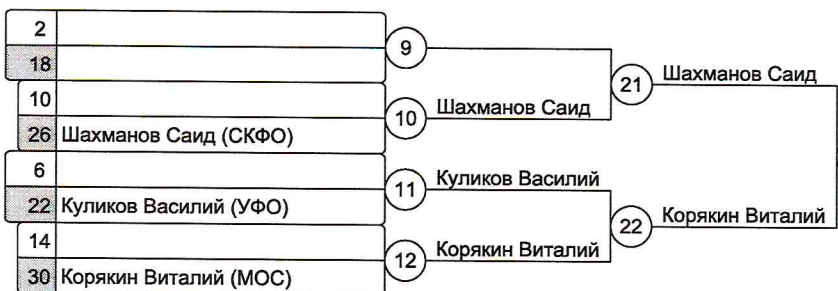 2
18
9
10
26 Шахманов Саид (СКФО)
10 Шахманов Саид
21 Шахманов Саид
6
22 Куликов Василий (УФО)
11 Куликов Василий
14
30 Корякин Виталий (МОС)
12 Корякин Виталий
22 Корякин Виталий